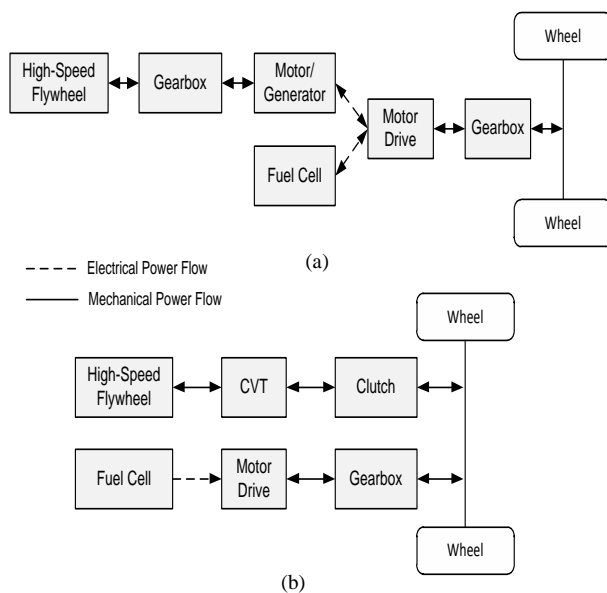 Wheel
High-Speed
Flywheel
Gearbox
Motor/
Generator
Motor
Drive
Gearbox
Fuel Cell
Wheel
(a)
Electrical Power Flow
Mechanical Power Flow
Wheel
High-Speed
Flywheel
CVT
Clutch
Fuel Cell
Motor
Drive
Gearbox
Wheel
(b)